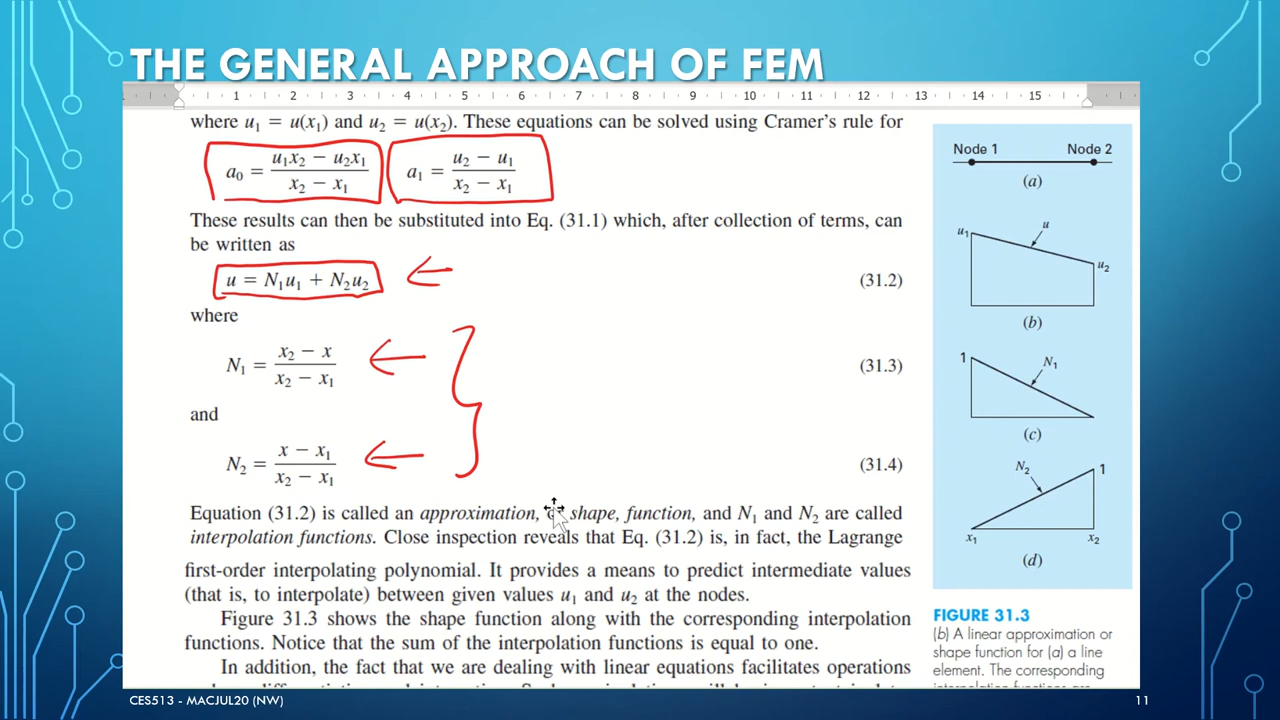 THE GENERAL APPROACH OF FEM
1 2 3 4 5 6 7 8 9 10 11 12 13 14 15
where u₁ = u(x₁) and u₂ = u(x₂). These equations can be solved using Cramer's rule for
a₀ = (u₁x₂ − u₂x₁) / (x₂ − x₁) a₁ = (u₂ − u₁) / (x₂ − x₁)
These results can then be substituted into Eq. (31.1) which, after collection of terms, can
be written as
u = N₁u₁ + N₂u₂ (31.2)
where
N₁ = (x₂ − x) / (x₂ − x₁) (31.3)
and
N₂ = (x − x₁) / (x₂ − x₁) (31.4)
Equation (31.2) is called an approximation, shape, function, and N₁ and N₂ are called
interpolation functions. Close inspection reveals that Eq. (31.2) is, in fact, the Lagrange
first-order interpolating polynomial. It provides a means to predict intermediate values
(that is, to interpolate) between given values u₁ and u₂ at the nodes.
Figure 31.3 shows the shape function along with the corresponding interpolation
functions. Notice that the sum of the interpolation functions is equal to one.
In addition, the fact that we are dealing with linear equations facilitates operations
Node 1 Node 2
(a)
u₁ u u₂
(b)
1 N₁
(c)
N₂ 1
x₁ x₂
(d)
FIGURE 31.3
(b) A linear approximation or
shape function for (a) a line
element. The corresponding
CES513 - MACJUL20 (NW) 11